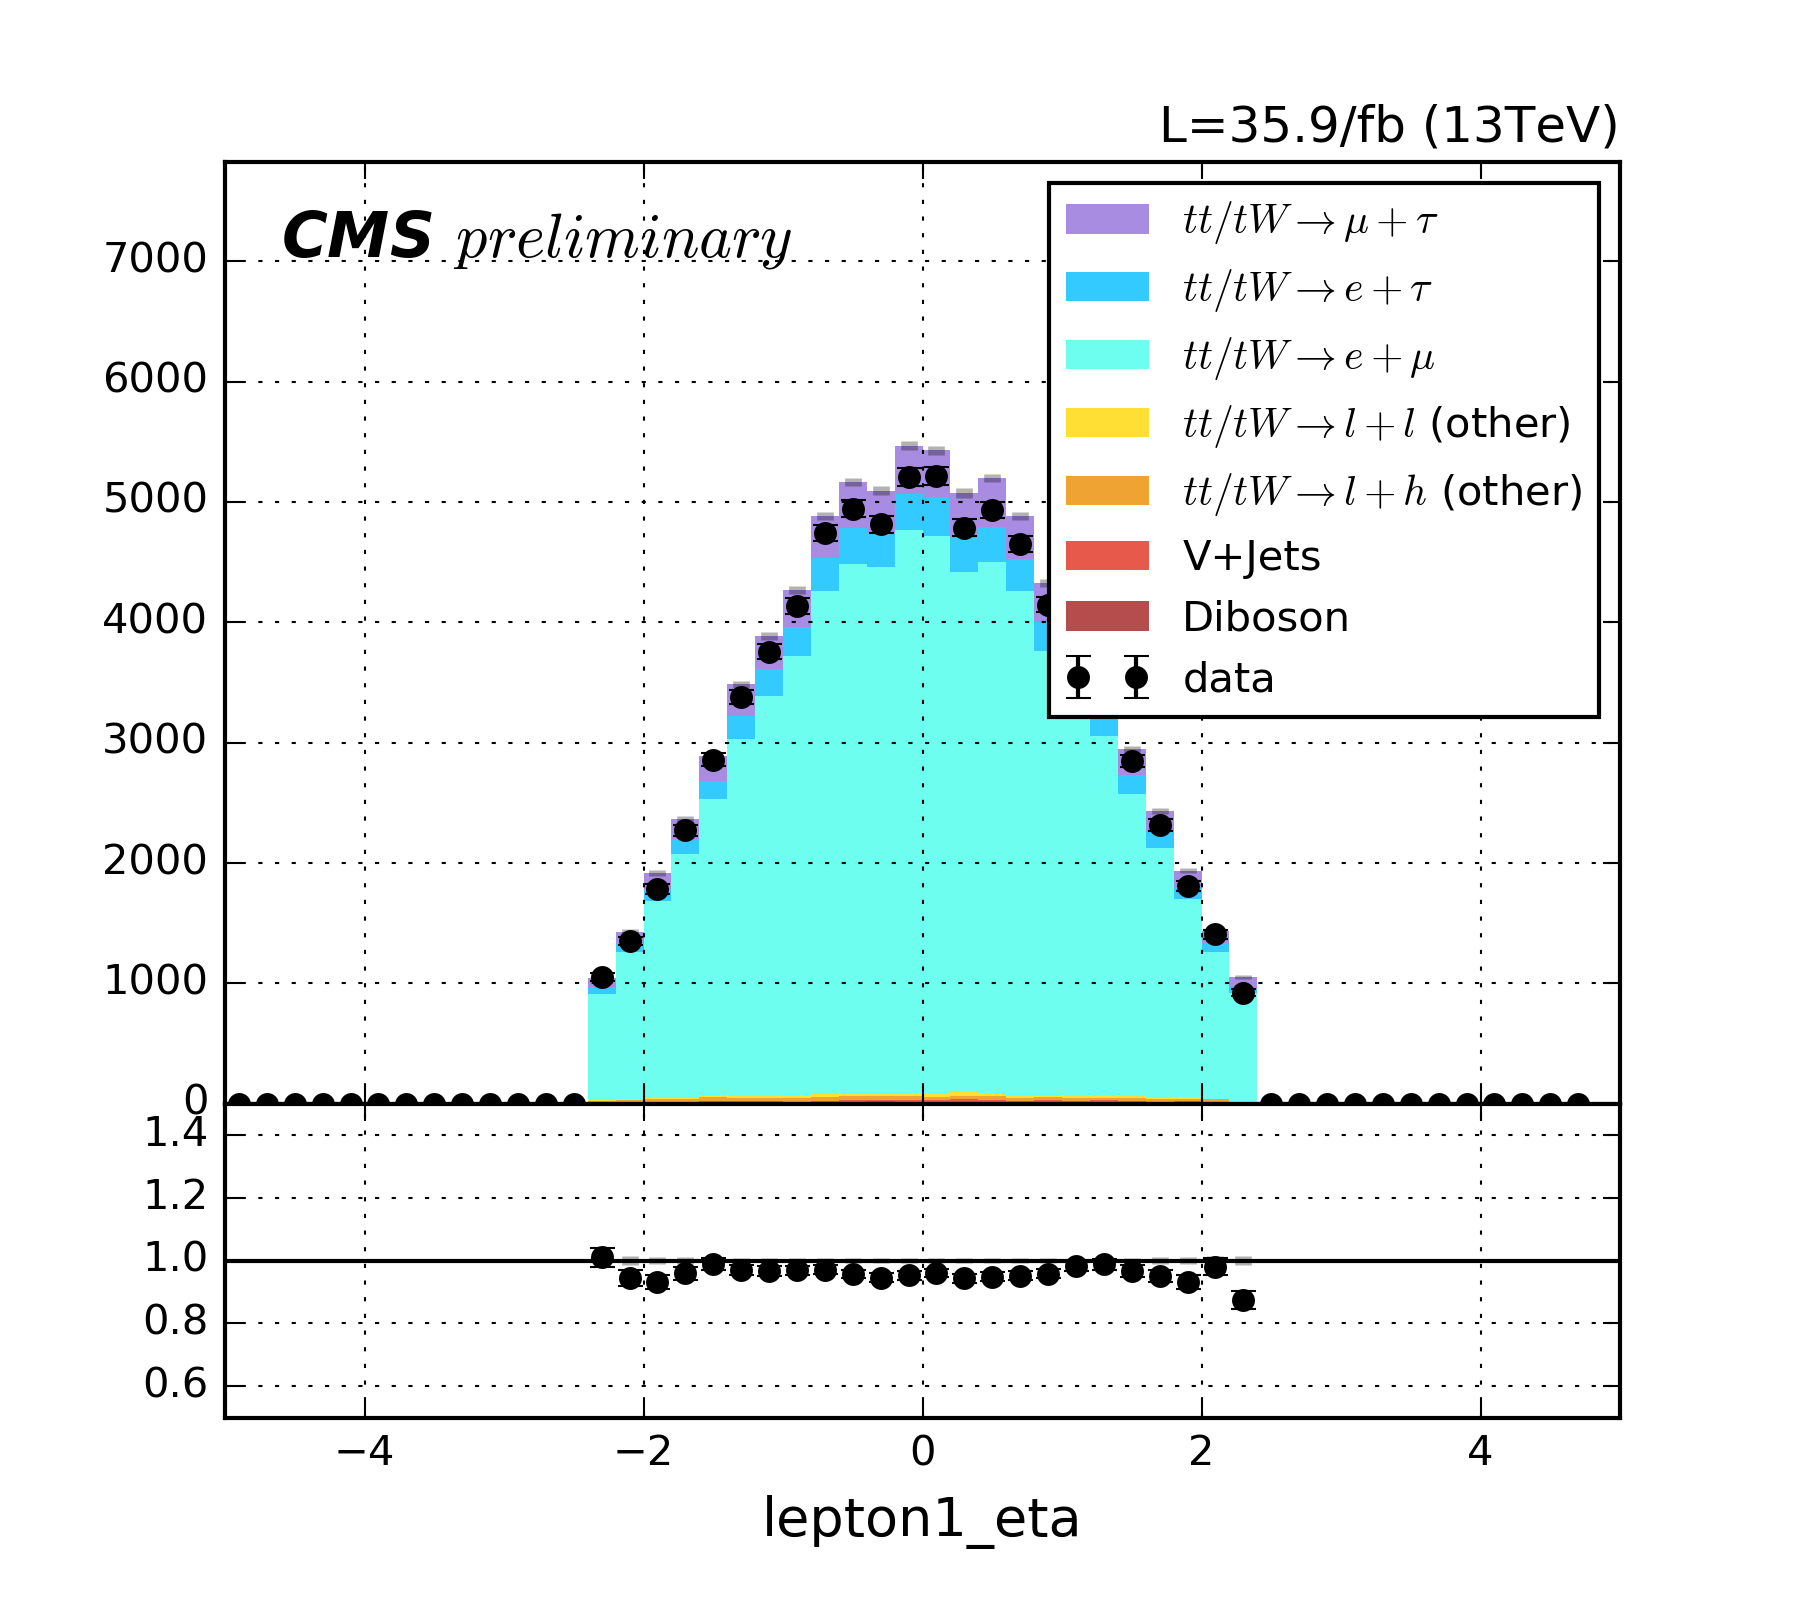 L=35.9/fb (13TeV)
CMS preliminary
tt/tW→μ+τ
tt/tW→e+τ
tt/tW→e+μ
tt/tW→l+l (other)
tt/tW→l+h (other)
V+Jets
Diboson
data
7000
6000
5000
4000
3000
2000
1000
0
1.4
1.2
1.0
0.8
0.6
−4 −2 0 2 4
lepton1_eta